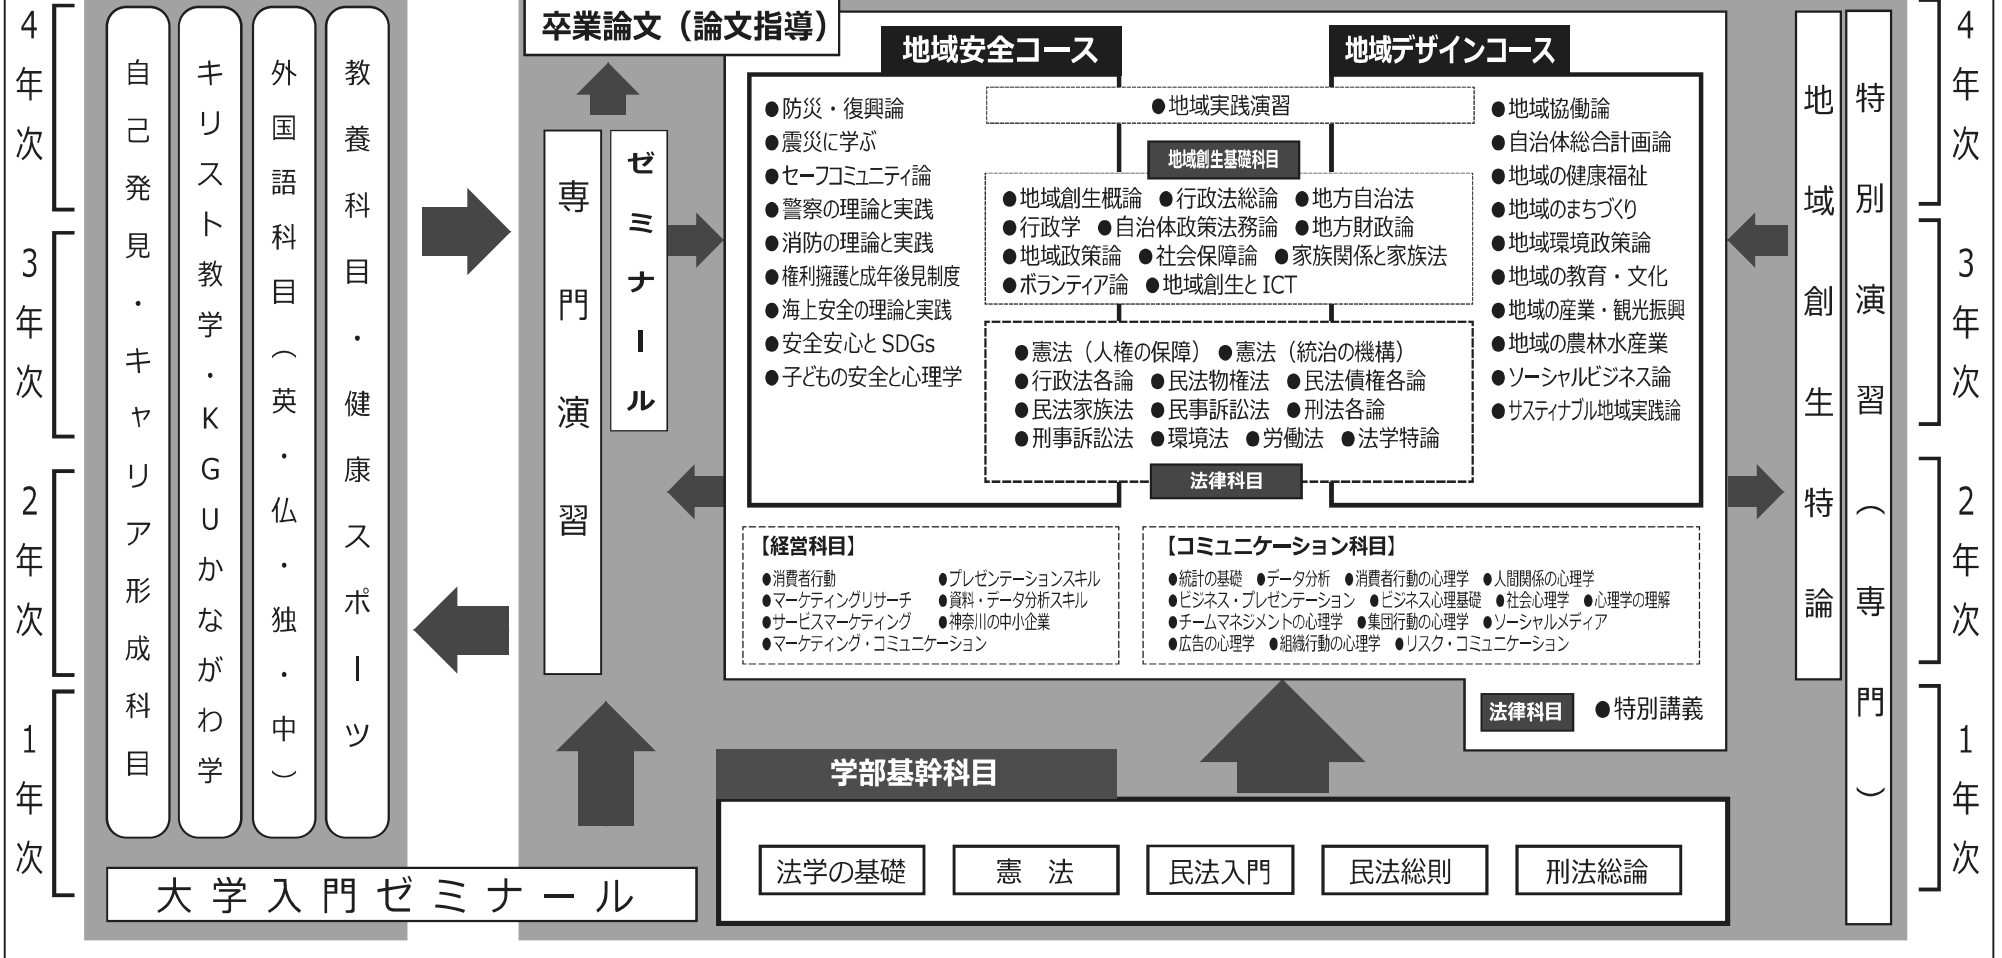 4年次
3年次
2年次
1年次
自己発見・キャリア形成科目
キリスト教学・KGUかながわ学
外国語科目（英・仏・独・中）
教養科目・健康スポーツ
大学入門ゼミナール
卒業論文（論文指導）
専門演習
ゼミナール
地域安全コース
●防災・復興論
●震災に学ぶ
●セーフコミュニティ論
●警察の理論と実践
●消防の理論と実践
●権利擁護と成年後見制度
●海上安全の理論と実践
●安全安心とSDGs
●子どもの安全と心理学
●地域実践演習
地域創生基礎科目
●地域創生概論 ●行政法総論 ●地方自治法
●行政学 ●自治体政策法務論 ●地方財政論
●地域政策論 ●社会保障論 ●家族関係と家族法
●ボランティア論 ●地域創生とICT
●憲法（人権の保障） ●憲法（統治の機構）
●行政法各論 ●民法物権法 ●民法債権各論
●民法家族法 ●民事訴訟法 ●刑法各論
●刑事訴訟法 ●環境法 ●労働法 ●法学特論
法律科目
地域デザインコース
●地域協働論
●自治体総合計画論
●地域の健康福祉
●地域のまちづくり
●地域環境政策論
●地域の教育・文化
●地域の産業・観光振興
●地域の農林水産業
●ソーシャルビジネス論
●サスティナブル地域実践論
【経営科目】
●消費者行動 ●プレゼンテーションスキル
●マーケティングリサーチ ●資料・データ分析スキル
●サービスマーケティング ●神奈川の中小企業
●マーケティング・コミュニケーション
【コミュニケーション科目】
●統計の基礎 ●データ分析 ●消費者行動の心理学 ●人間関係の心理学
●ビジネス・プレゼンテーション ●ビジネス心理基礎 ●社会心理学 ●心理学の理解
●チームマネジメントの心理学 ●集団行動の心理学 ●ソーシャルメディア
●広告の心理学 ●組織行動の心理学 ●リスク・コミュニケーション
法律科目 ●特別講義
学部基幹科目
法学の基礎 憲 法 民法入門 民法総則 刑法総論
地域創生特論
特別演習（専門）
4年次
3年次
2年次
1年次